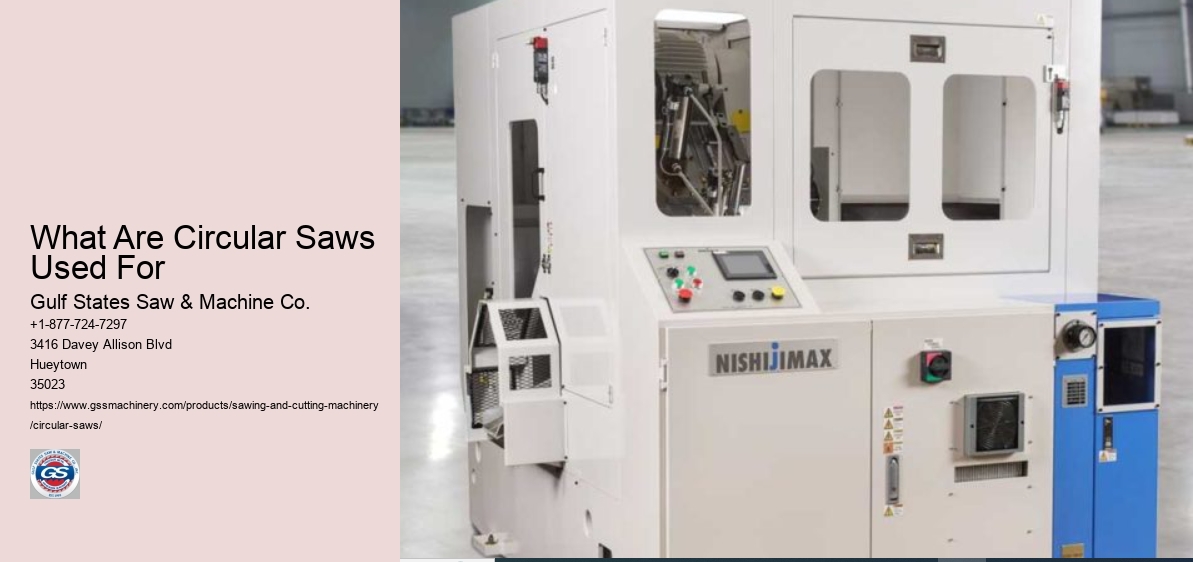 What Are Circular Saws
Used For
Gulf States Saw & Machine Co.
+1-877-724-7297
3416 Davey Allison Blvd
Hueytown
35023
https://www.gssmachinery.com/products/sawing-and-cutting-machinery
/circular-saws/
GS
NISHIJIMAX